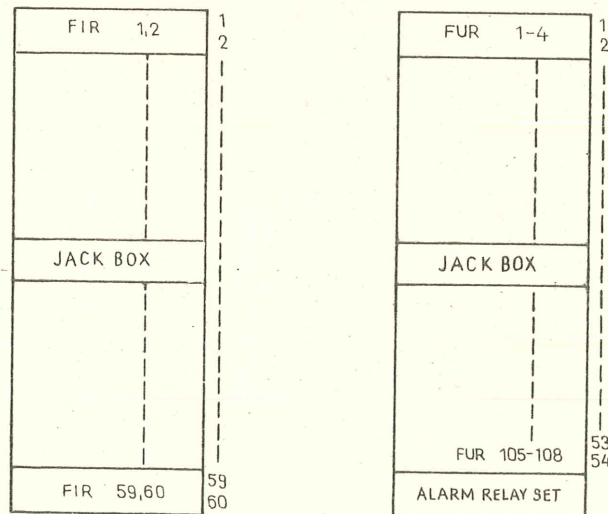 FIR 1,2
1
2
JACK BOX
FIR 59,60
59
60
FUR 1-4
1
2
JACK BOX
FUR 105-108
53
54
ALARM RELAY SET